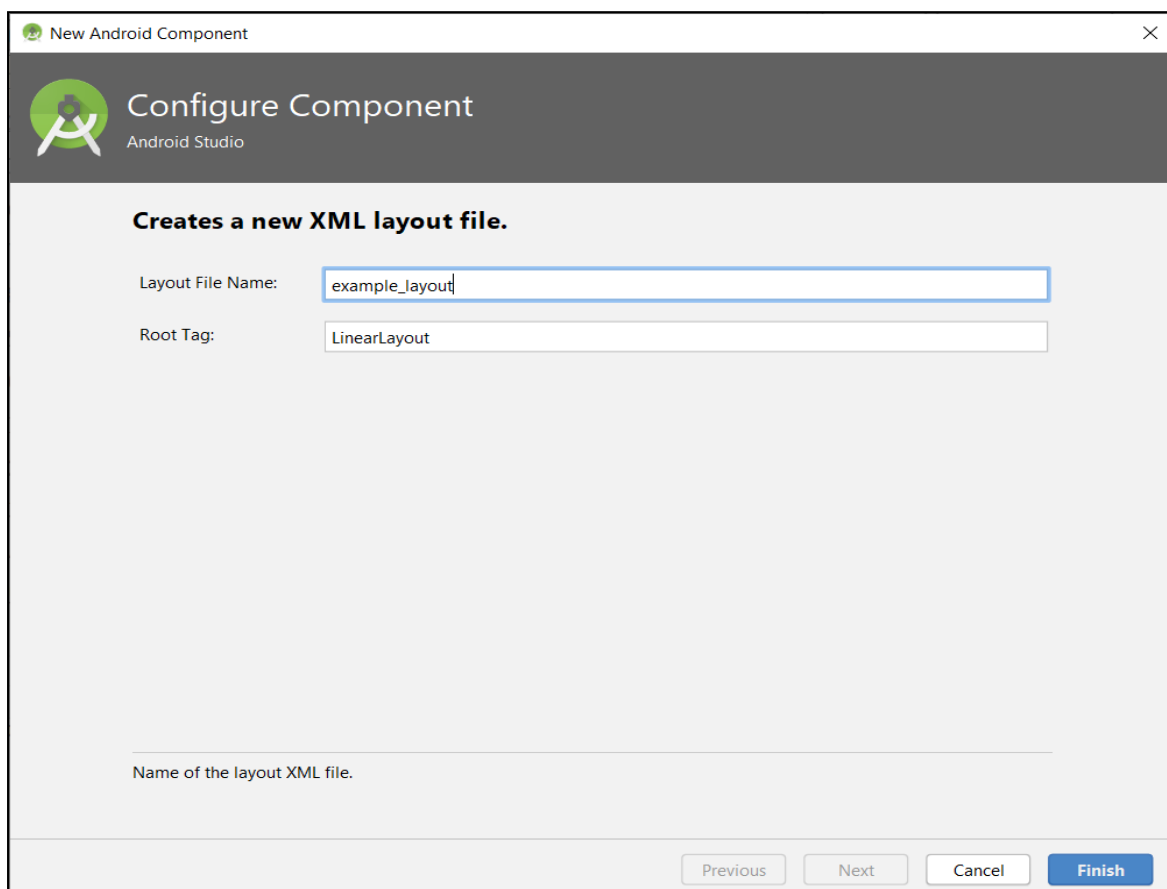 New Android Component
Configure Component
Android Studio
Creates a new XML layout file.
Layout File Name: example_layout
Root Tag: LinearLayout
Name of the layout XML file.
Previous Next Cancel Finish